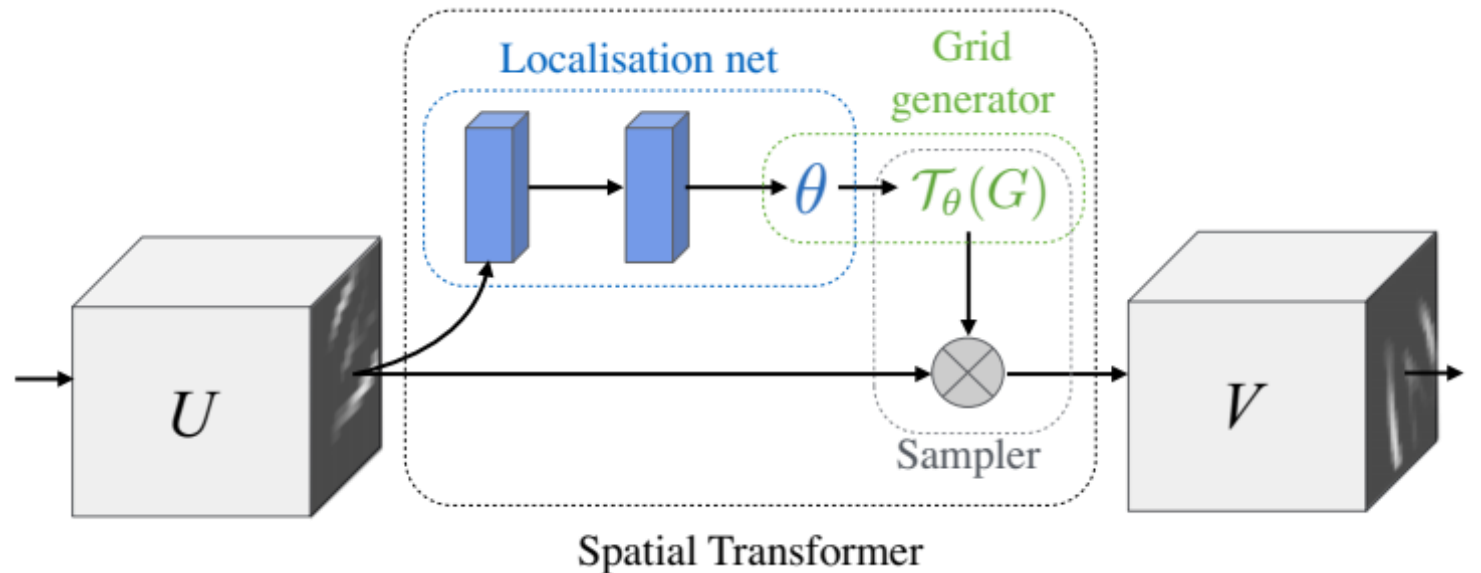 Localisation net
Grid
generator
θ
𝒯θ(G)
U
V
Sampler
Spatial Transformer